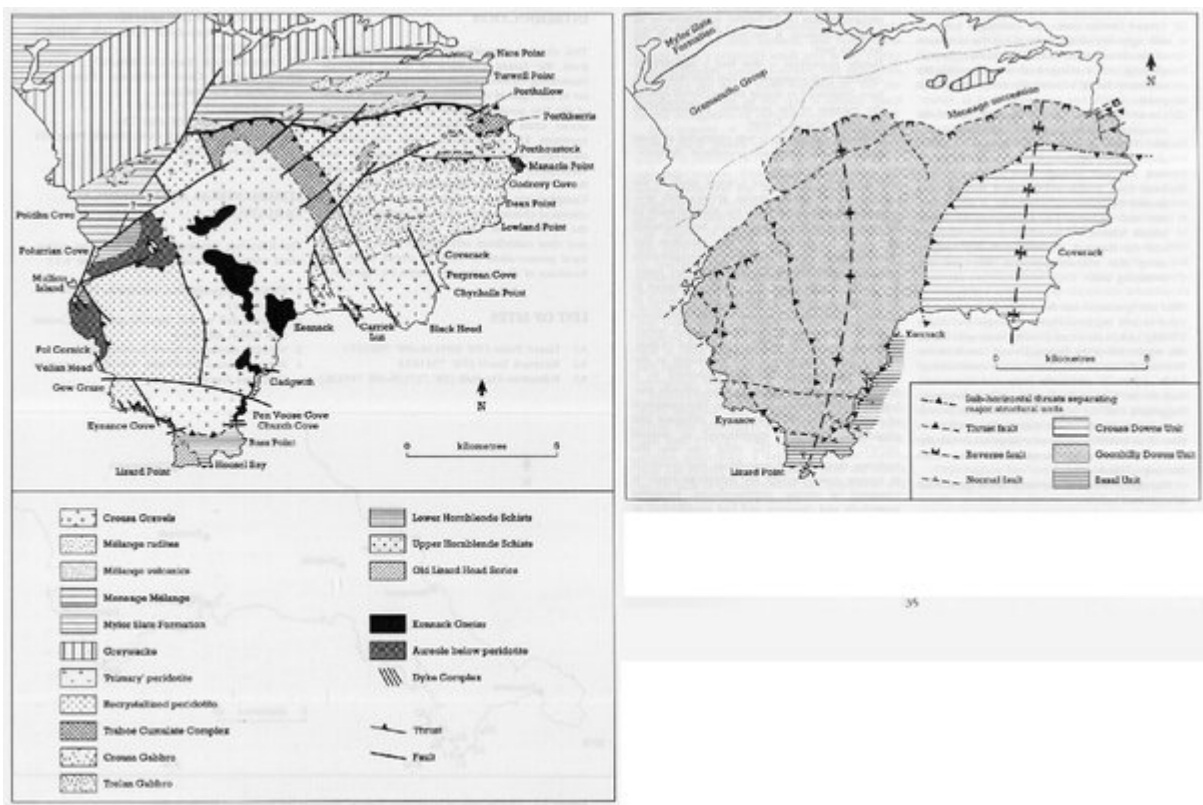 Nare Point
Turwell Point
Porthallow
Porthkerris
Porthoustock
Manacle Point
Godrevy Cove
Dean Point
Lowland Point
Coverack
Perprean Cove
Chynhalls Point
Black Head
Carrick
Kennack
Polurrian Cove
Mullion
Island
Pol Cornick
Vellan Head
Gew Graze
Kynance Cove
Cadgwith
Pen Voose Cove
Church Cove
Bass Point
Housel Bay
Lizard Point
N
0 kilometres 5
Crousa Gravels
Mélange rudites
Mélange volcanics
Meneage Mélange
Mylor Slate Formation
Greywacke
'Primary' peridotite
Recrystallized peridotite
Traboe Cumulate Complex
Crousa Gabbro
Trelan Gabbro
Lower Hornblende Schists
Upper Hornblende Schists
Old Lizard Head Series
Kennack Gneiss
Aureole below peridotite
Dyke Complex
Thrust
Fault
Mylor Slate
Formation
Gramscatho Group
Meneage
N
Coverack
Kennack
Kynance
Lizard Point
0 kilometres 5
Sub-horizontal thrusts separating
major structural units
Thrust fault
Reverse fault
Normal fault
Crousa Downs Unit
Goonhilly Downs Unit
Basal Unit
35